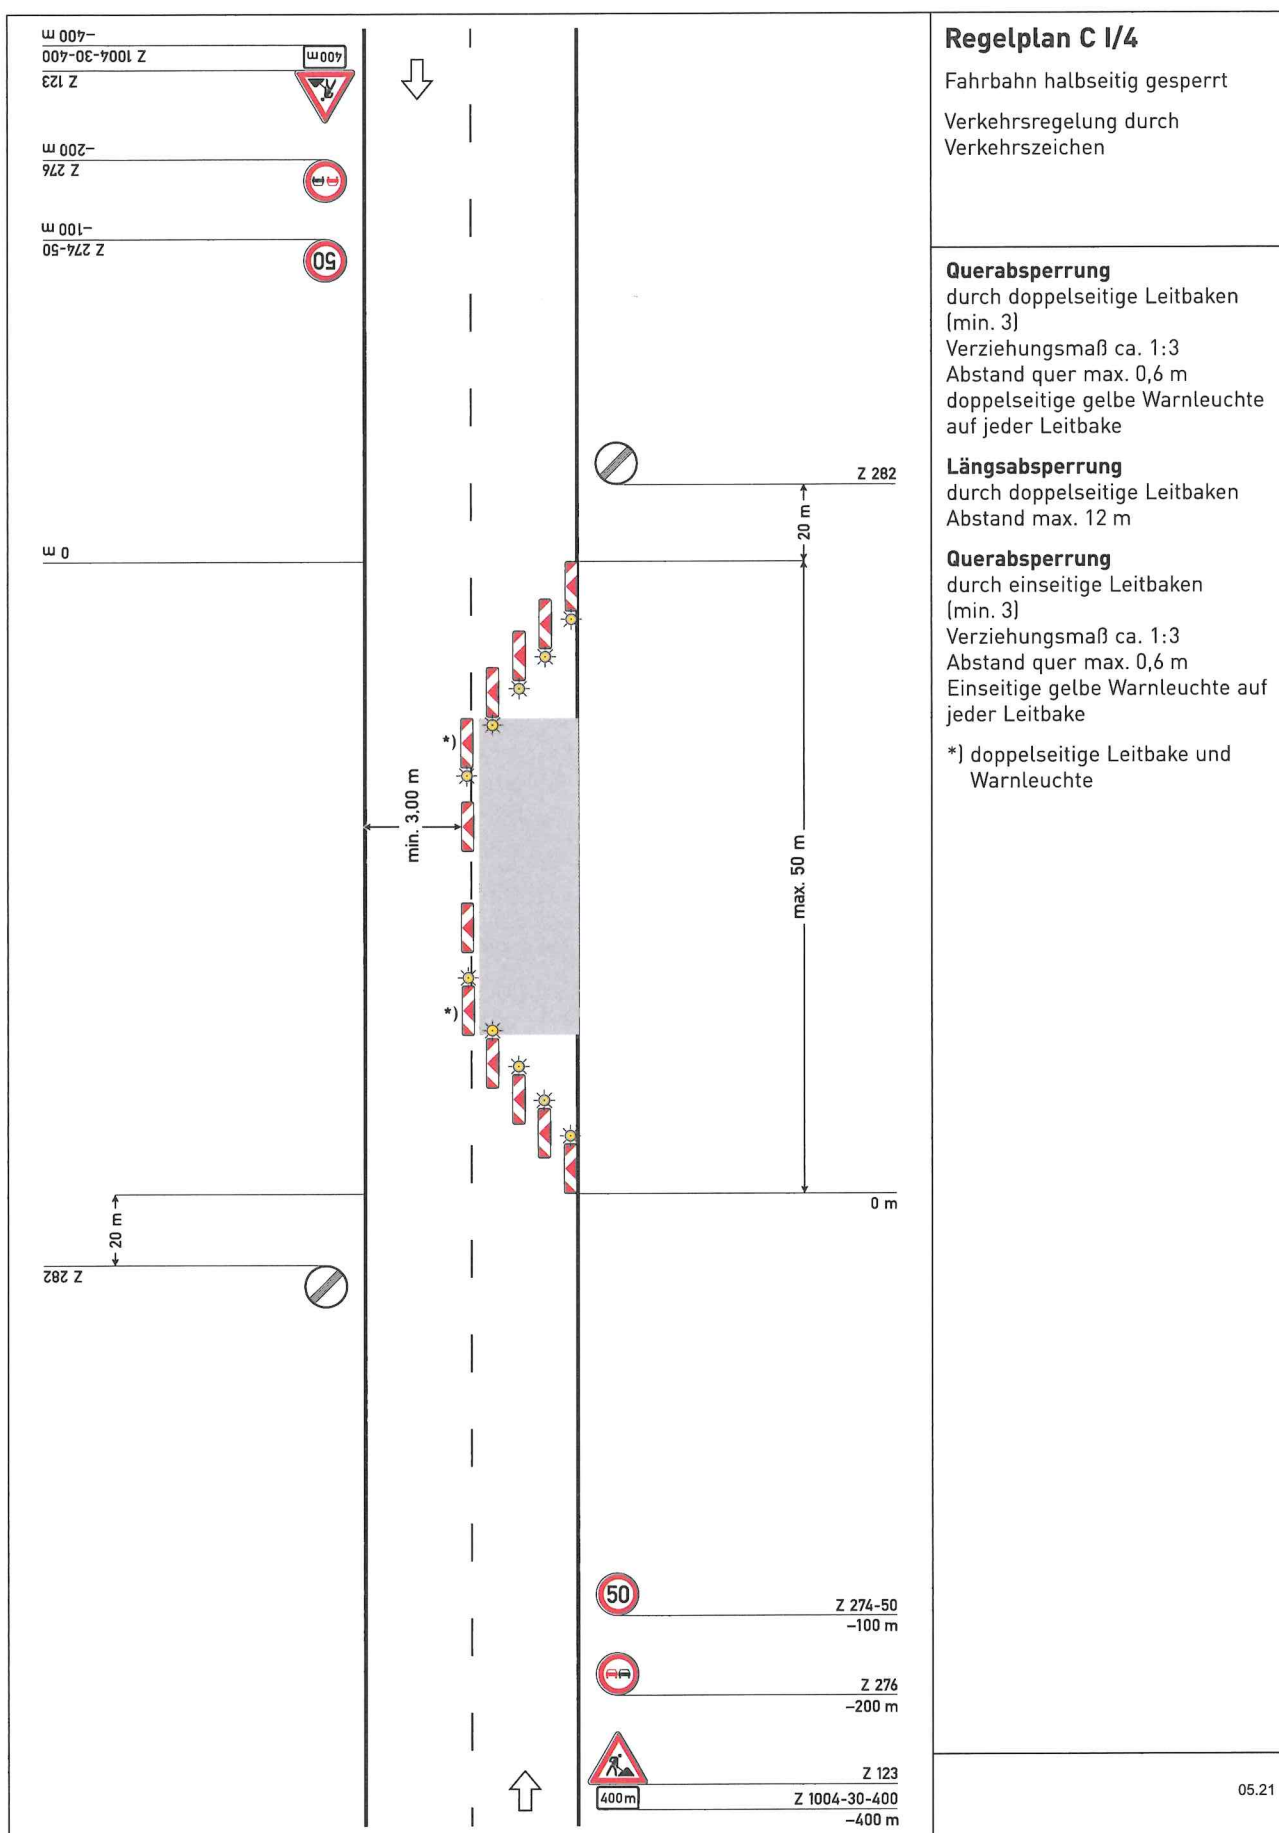 Regelplan C I/4
Fahrbahn halbseitig gesperrt
Verkehrsregelung durch
Verkehrszeichen
Querabsperrung
durch doppelseitige Leitbaken
(min. 3)
Verziehungsmaß ca. 1:3
Abstand quer max. 0,6 m
doppelseitige gelbe Warnleuchte
auf jeder Leitbake
Längsabsperrung
durch doppelseitige Leitbaken
Abstand max. 12 m
Querabsperrung
durch einseitige Leitbaken
(min. 3)
Verziehungsmaß ca. 1:3
Abstand quer max. 0,6 m
Einseitige gelbe Warnleuchte auf
jeder Leitbake
*) doppelseitige Leitbake und
Warnleuchte
05.21
–400 m
Z 1004-30-400
400 m
Z 123
–200 m
Z 276
–100 m
Z 274-50
50
Z 282
20 m
0 m
*)
min. 3,00 m
max. 50 m
*)
0 m
20 m
Z 282
50
Z 274-50
–100 m
Z 276
–200 m
Z 123
400 m
Z 1004-30-400
–400 m